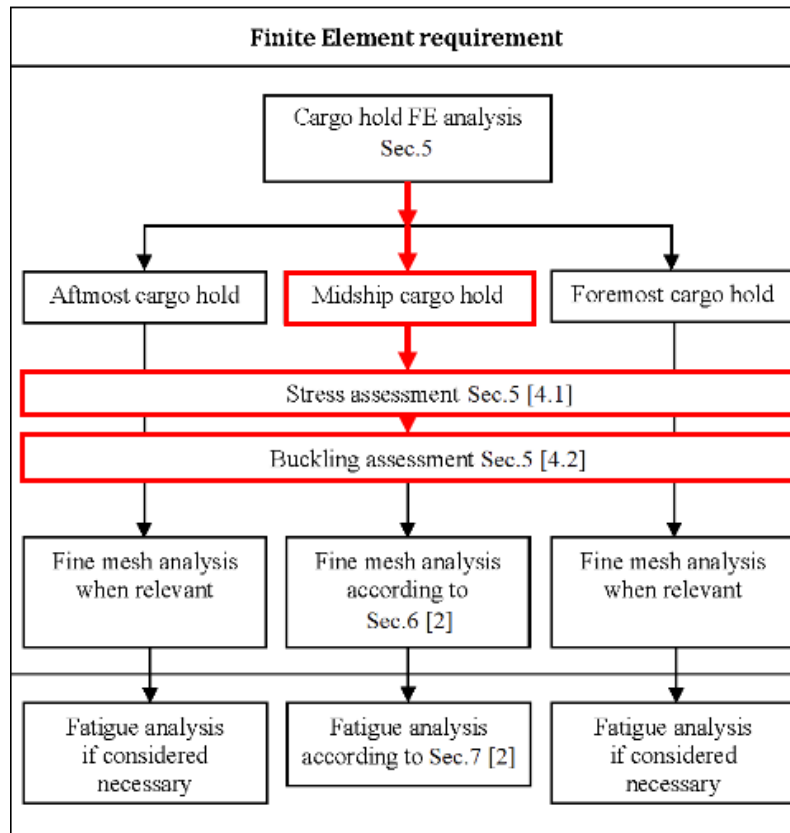 Finite Element requirement
Cargo hold FE analysis
Sec.5
Aftmost cargo hold
Midship cargo hold
Foremost cargo hold
Stress assessment Sec.5 [4.1]
Buckling assessment Sec.5 [4.2]
Fine mesh analysis
when relevant
Fine mesh analysis
according to
Sec.6 [2]
Fine mesh analysis
when relevant
Fatigue analysis
if considered
necessary
Fatigue analysis
according to Sec.7 [2]
Fatigue analysis
if considered
necessary